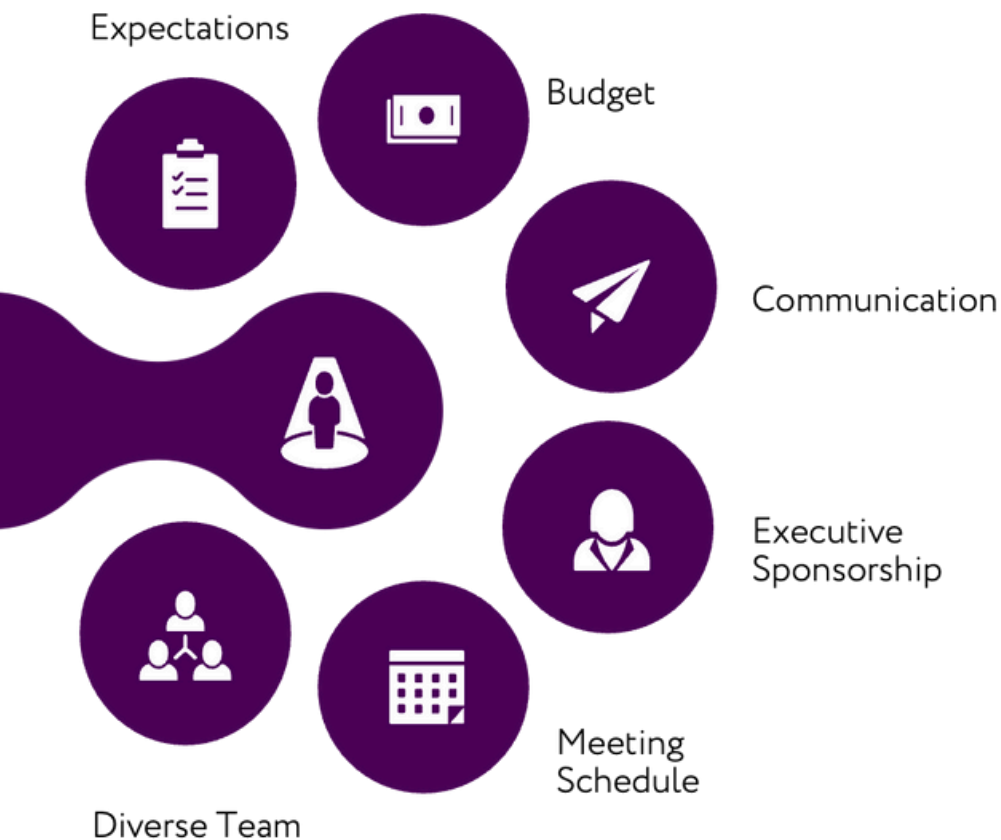 Expectations
Budget
Communication
Executive
Sponsorship
Meeting
Schedule
Diverse Team